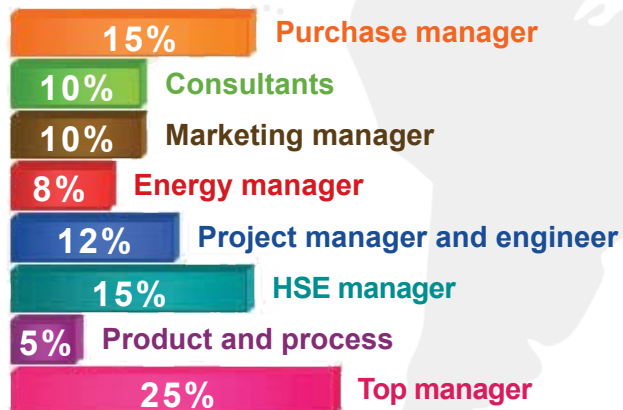 15% Purchase manager
10% Consultants
10% Marketing manager
8% Energy manager
12% Project manager and engineer
15% HSE manager
5% Product and process
25% Top manager